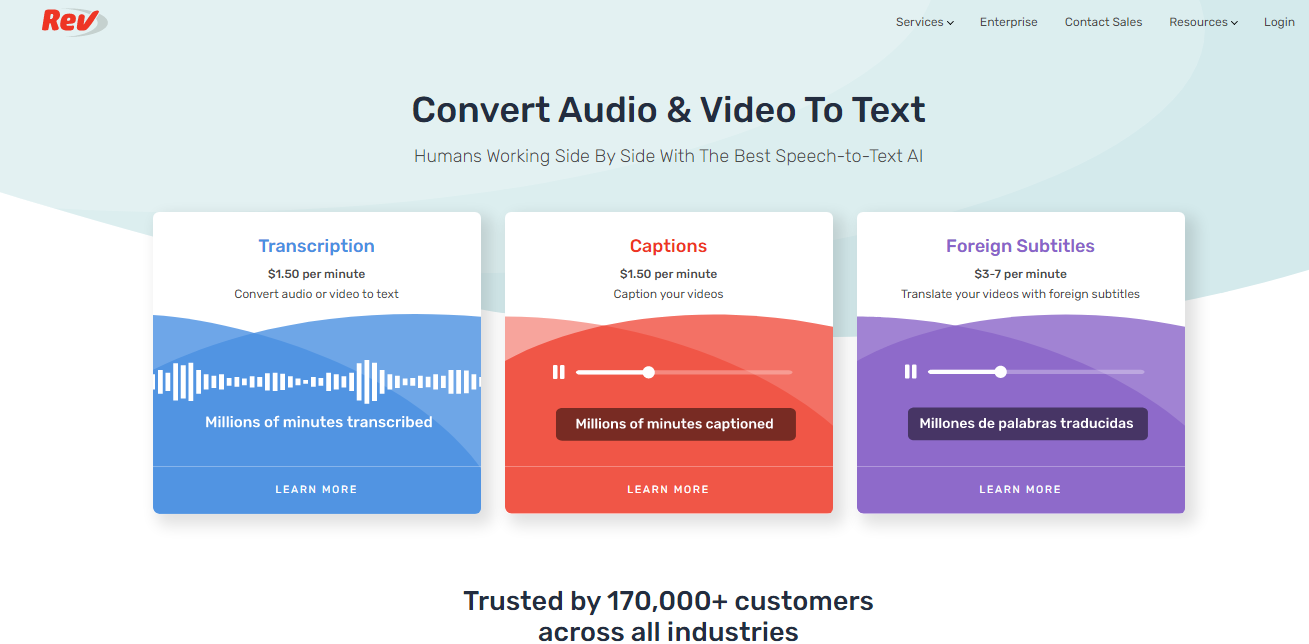 Rev
Services
Enterprise
Contact Sales
Resources
Login
Convert Audio & Video To Text
Humans Working Side By Side With The Best Speech-to-Text AI
Transcription
$1.50 per minute
Convert audio or video to text
Millions of minutes transcribed
LEARN MORE
Captions
$1.50 per minute
Caption your videos
Millions of minutes captioned
LEARN MORE
Foreign Subtitles
$3-7 per minute
Translate your videos with foreign subtitles
Millones de palabras traducidas
LEARN MORE
Trusted by 170,000+ customers
across all industries